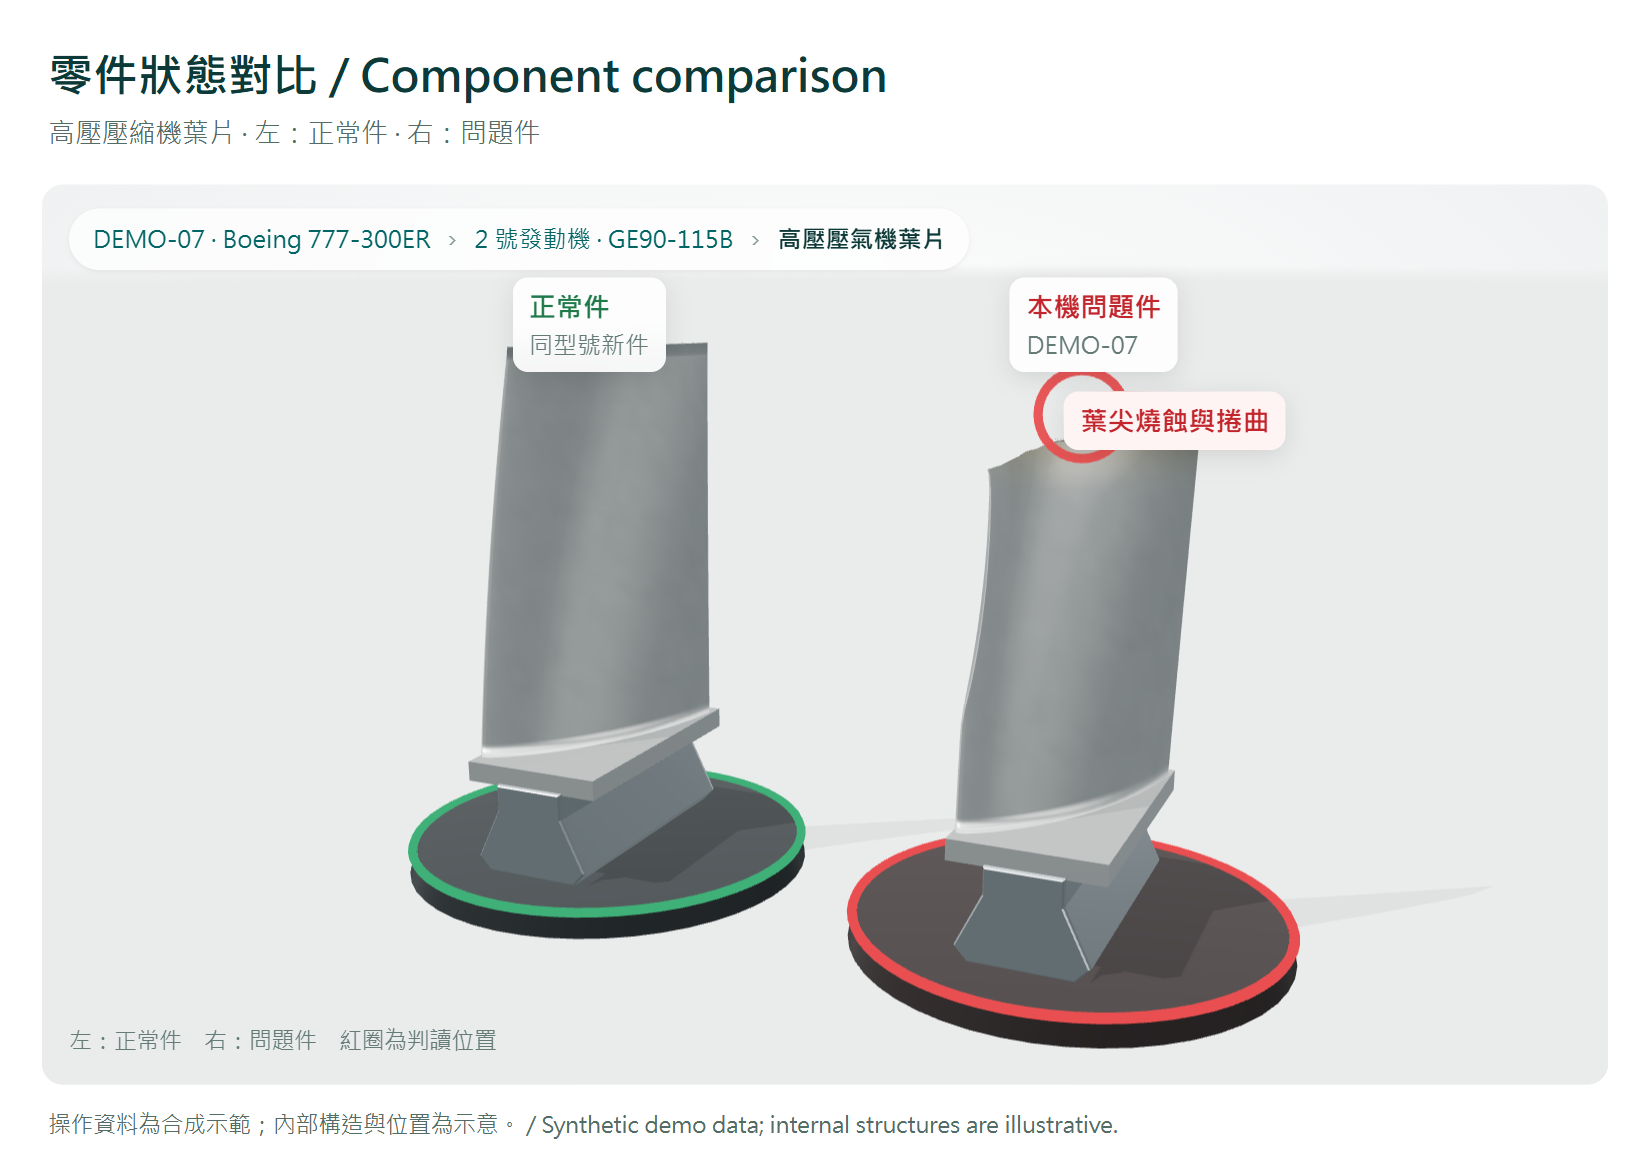 零件狀態對比 / Component comparison
高壓壓縮機葉片 · 左：正常件 · 右：問題件
DEMO-07 · Boeing 777-300ER › 2 號發動機 · GE90-115B › 高壓壓氣機葉片
正常件
同型號新件
本機問題件
DEMO-07
葉尖燒蝕與捲曲
左：正常件 右：問題件 紅圈為判讀位置
操作資料為合成示範；內部構造與位置為示意。 / Synthetic demo data; internal structures are illustrative.